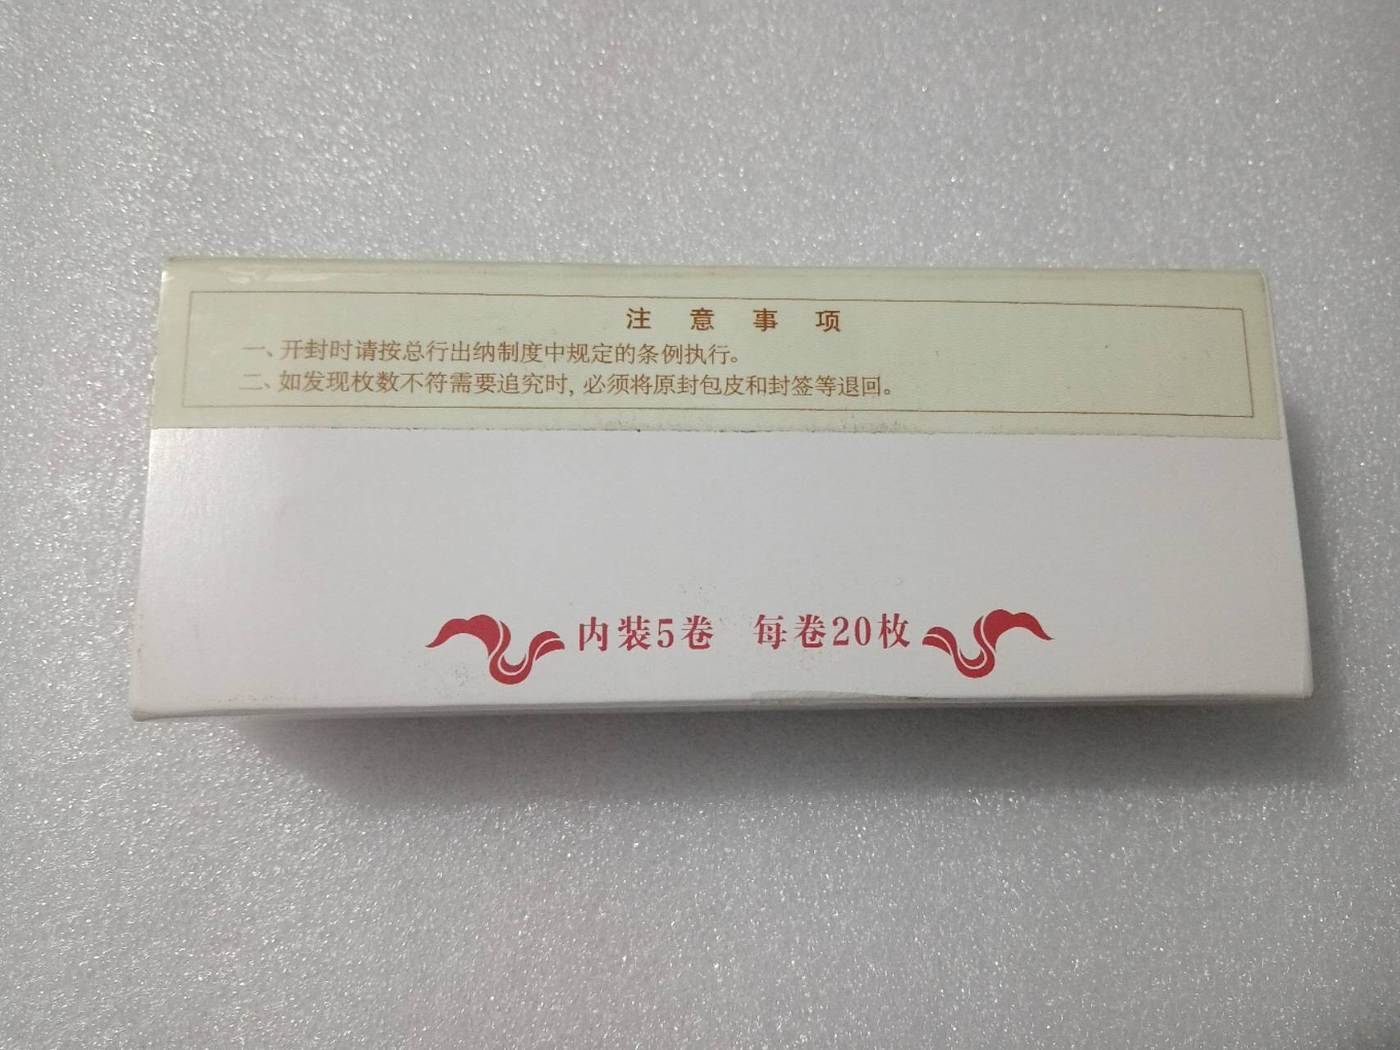 注意事项
一、开封时请按总行出纳制度中规定的条例执行。
二、如发现枚数不符需要追究时,必须将原封包皮和封签等退回。
内装5卷 每卷20枚